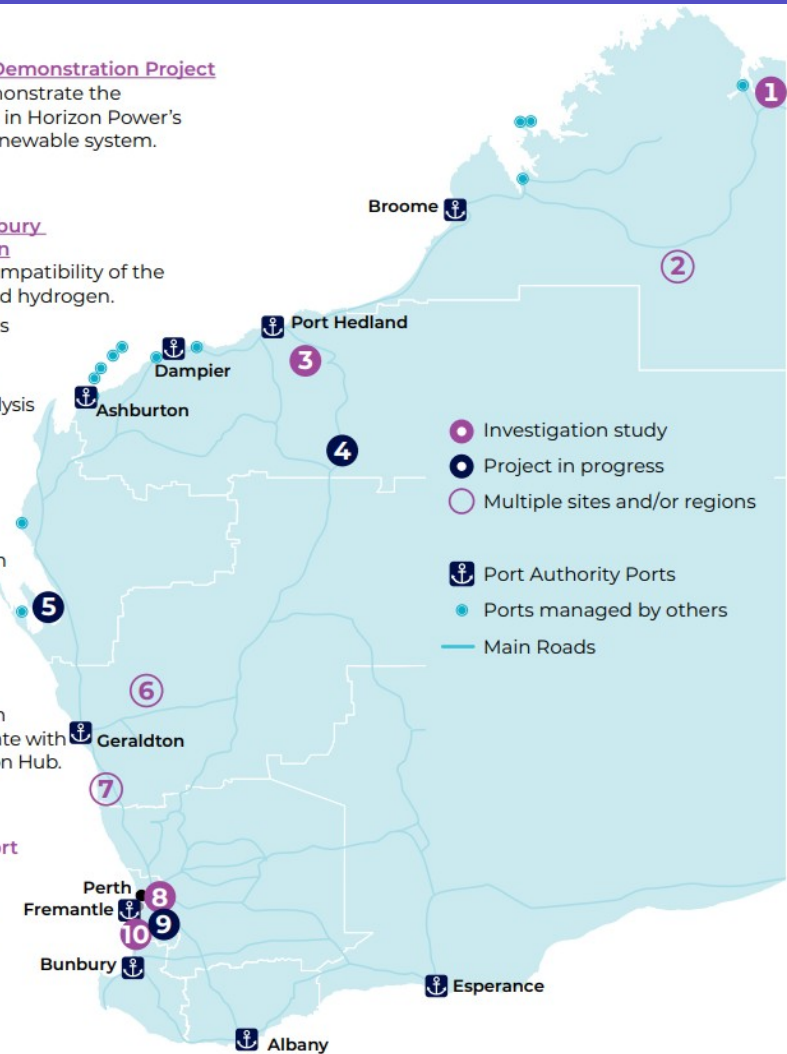 Demonstration Project
monstrate the
in Horizon Power's
newable system.
1
Broome
bury
n
2
mpatibility of the
d hydrogen.
s
Port Hedland
3
Dampier
lysis
Ashburton
4
Investigation study
Project in progress
Multiple sites and/or regions
n
Port Authority Ports
5
Ports managed by others
Main Roads
6
n
ate with
Geraldton
on Hub.
7
ort
Perth
8
Fremantle
9
10
Bunbury
Esperance
Albany